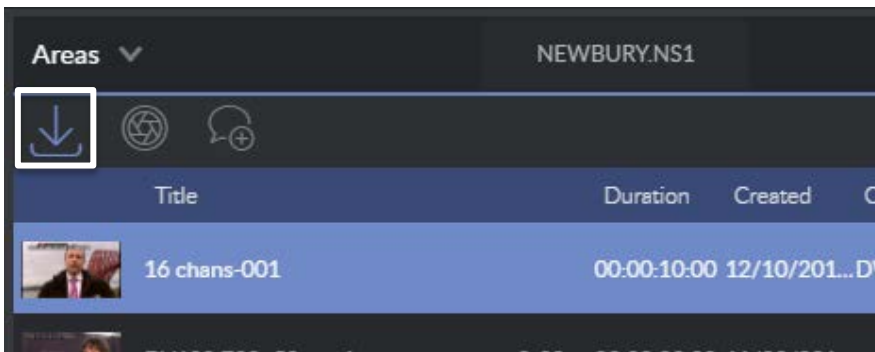 Areas NEWBURY.NS1
Title Duration Created
16 chans-001 00:00:10:00 12/10/201...D